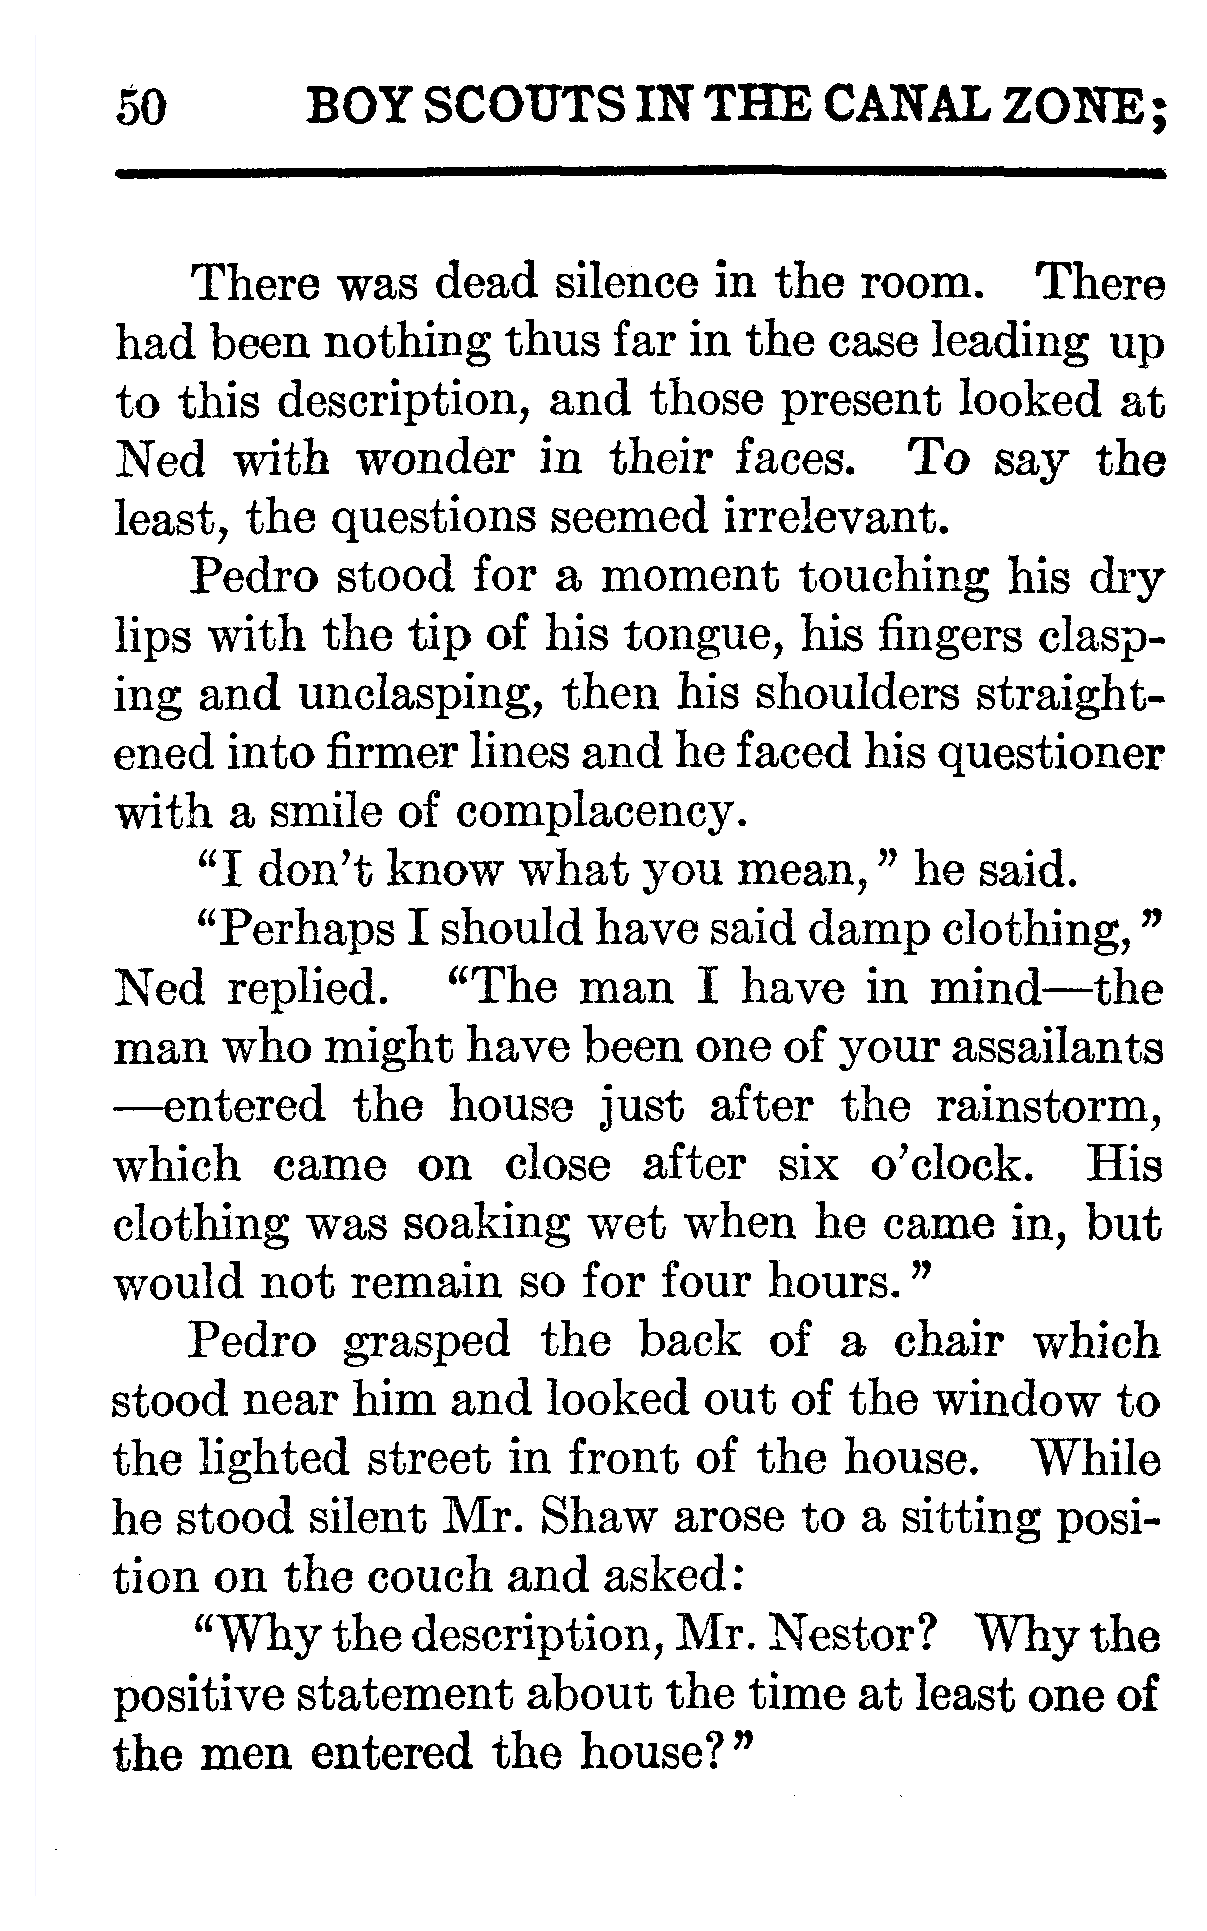 50 BOY SCOUTS IN THE CANAL ZONE;
There was dead silence in the room. There
had been nothing thus far in the case leading up
to this description, and those present looked at
Ned with wonder in their faces. To say the
least, the questions seemed irrelevant.
Pedro stood for a moment touching his dry
lips with the tip of his tongue, his fingers clasp-
ing and unclasping, then his shoulders straight-
ened into firmer lines and he faced his questioner
with a smile of complacency.
"I don't know what you mean," he said.
"Perhaps I should have said damp clothing,"
Ned replied. "The man I have in mind—the
man who might have been one of your assailants
—entered the house just after the rainstorm,
which came on close after six o'clock. His
clothing was soaking wet when he came in, but
would not remain so for four hours."
Pedro grasped the back of a chair which
stood near him and looked out of the window to
the lighted street in front of the house. While
he stood silent Mr. Shaw arose to a sitting posi-
tion on the couch and asked:
"Why the description, Mr. Nestor? Why the
positive statement about the time at least one of
the men entered the house?"